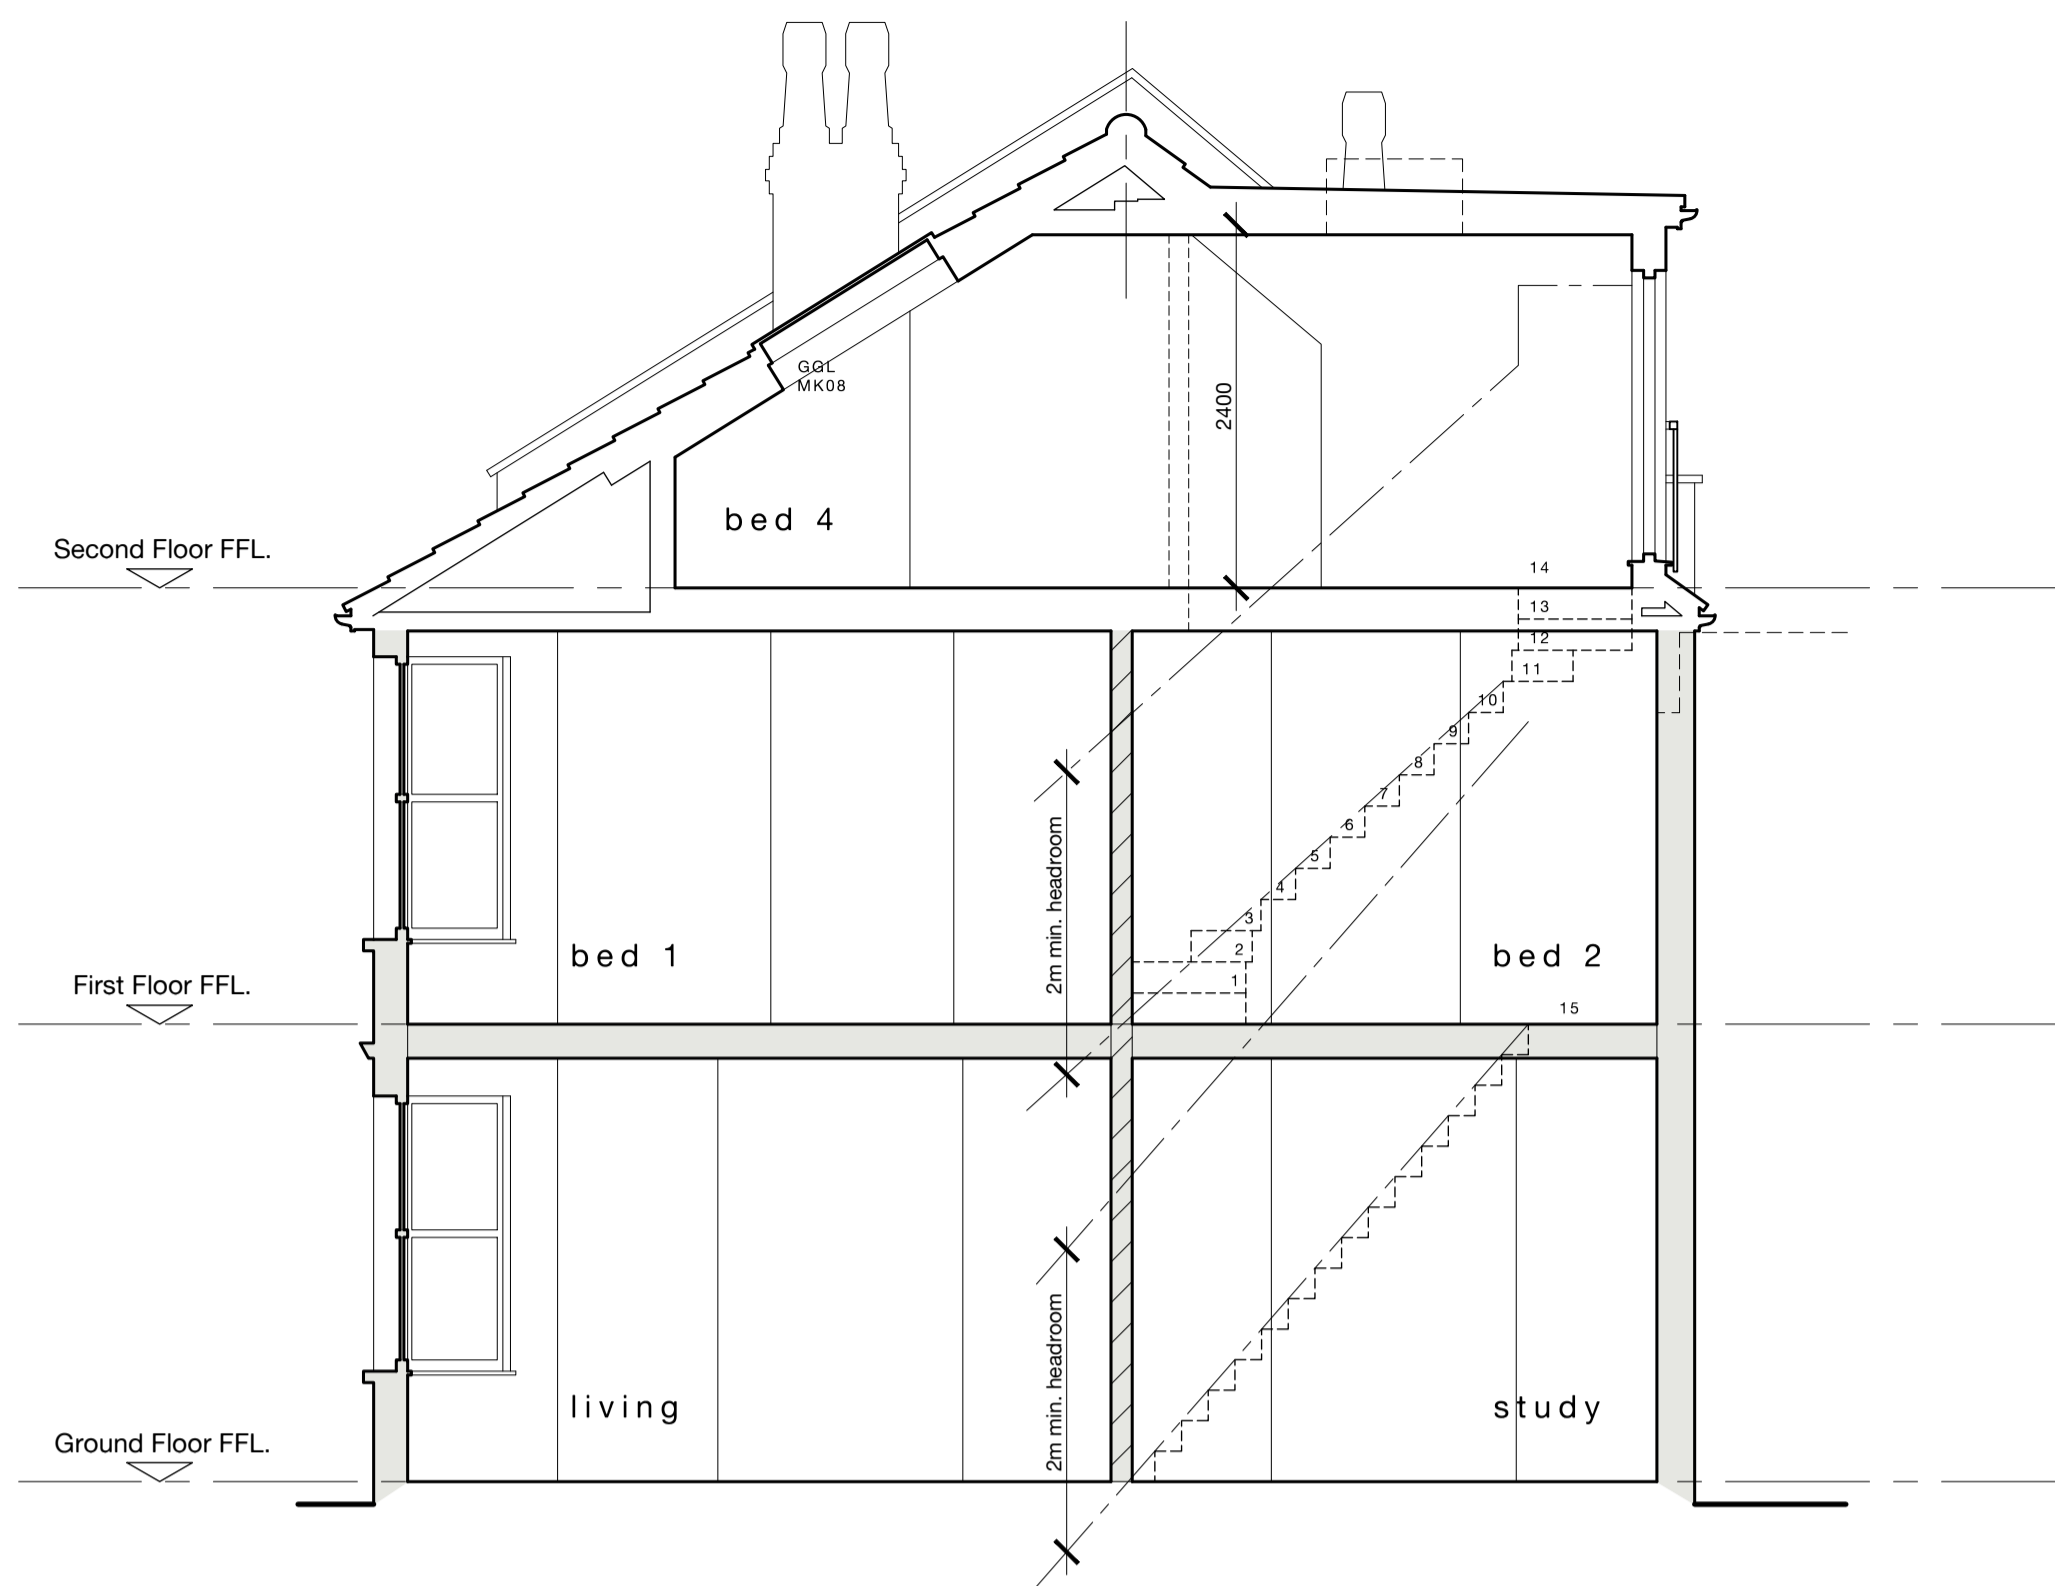 GGL
MK08
2400
bed 4
Second Floor FFL.
14
13
12
11
10
9
8
7
6
5
4
3
2
1
2m min. headroom
bed 1
bed 2
First Floor FFL.
15
2m min. headroom
living
study
Ground Floor FFL.